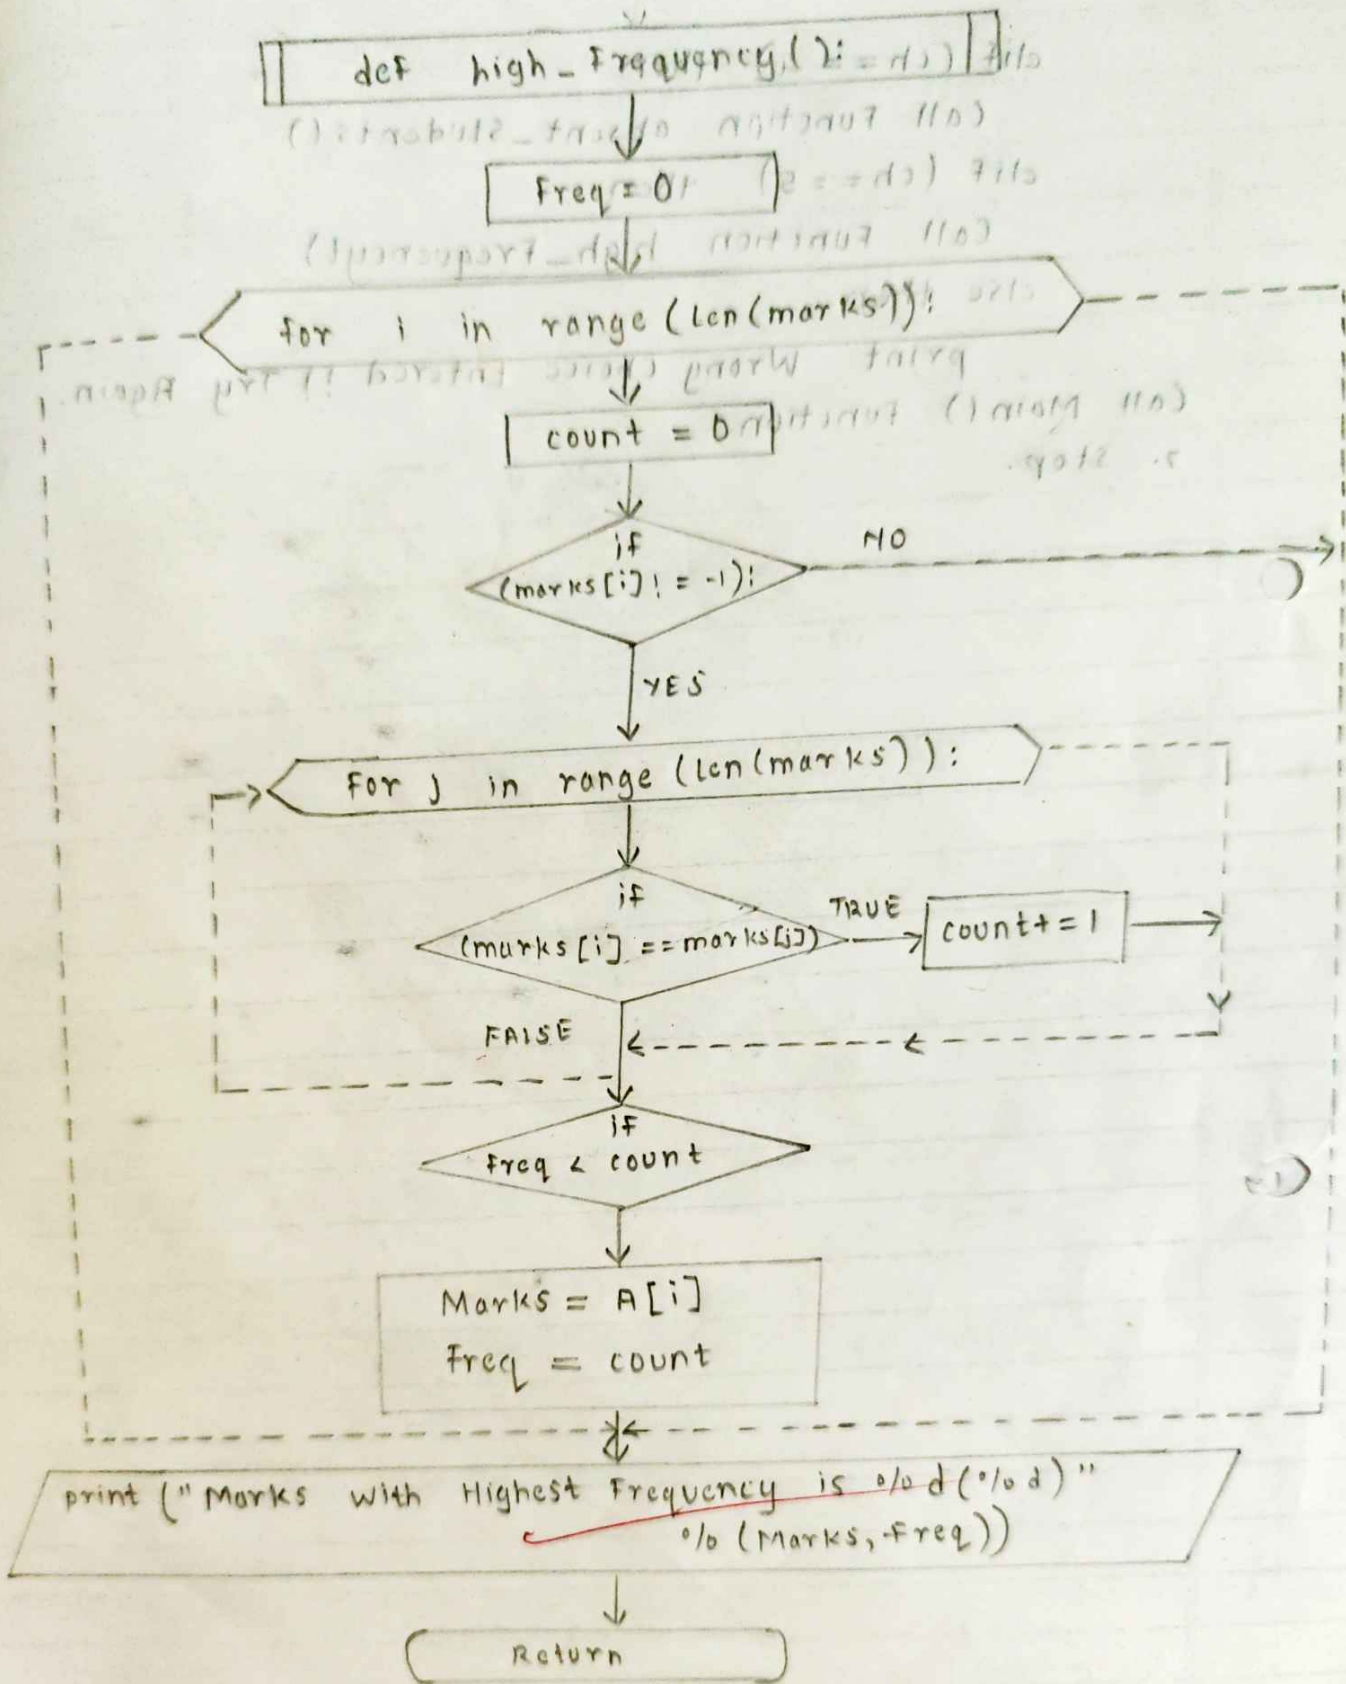 def high_Frequency():
Freq = 0
for i in range (len(marks)):
count = 0
if
(marks[i] != -1):
NO
YES
For j in range (len(marks)):
if
(marks[i] == marks[j])
TRUE
count+=1
FALSE
if
Freq < count
Marks = A[i]
Freq = count
print ("Marks with Highest Frequency is %d(%d)"
% (Marks, Freq))
Return